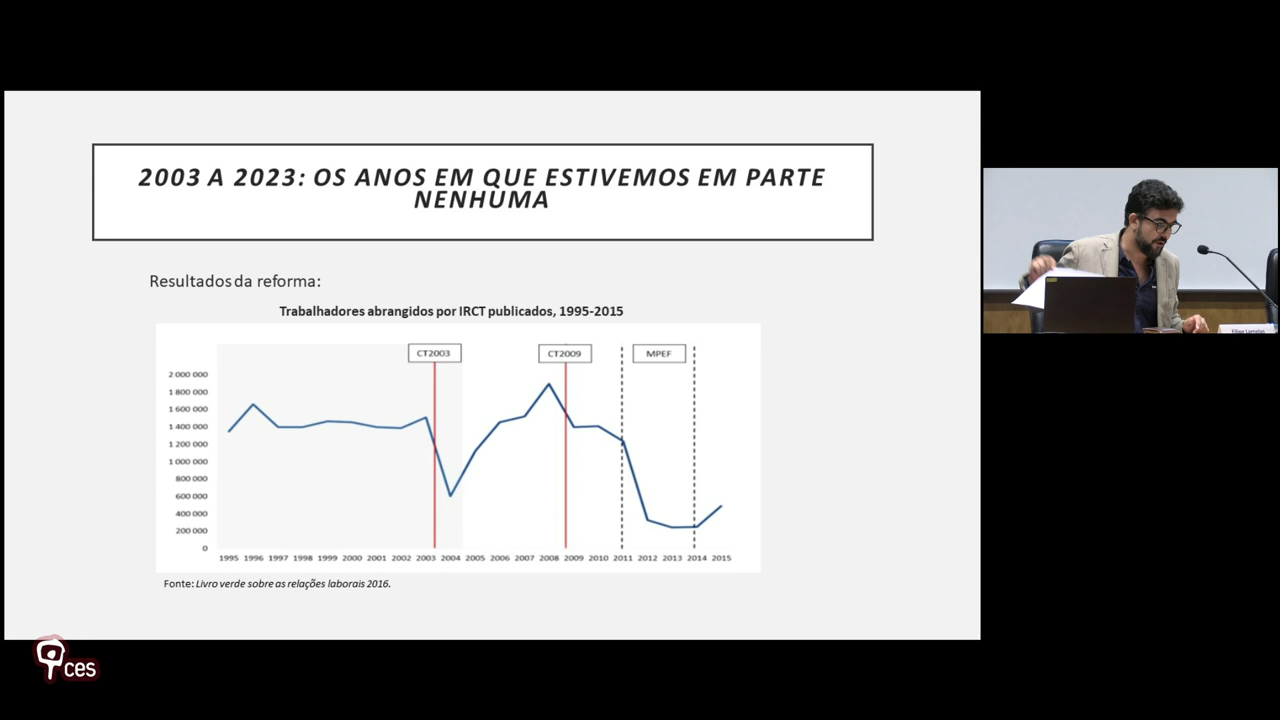 2003 A 2023: OS ANOS EM QUE ESTIVEMOS EM PARTE
NENHUMA
Resultados da reforma:
Trabalhadores abrangidos por IRCT publicados, 1995-2015
CT2003
CT2009
MPEF
2 000 000
1 800 000
1 600 000
1 400 000
1 200 000
1 000 000
800 000
600 000
400 000
200 000
0
1995 1996 1997 1998 1999 2000 2001 2002 2003 2004 2005 2006 2007 2008 2009 2010 2011 2012 2013 2014 2015
Fonte: Livro verde sobre as relações laborais 2016.
Filipe Lamelas
ces